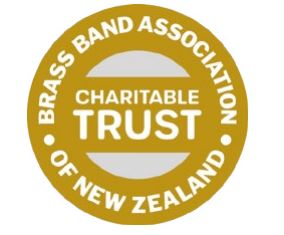 BRASS BAND ASSOCIATION
CHARITABLE
TRUST
• OF NEW ZEALAND •